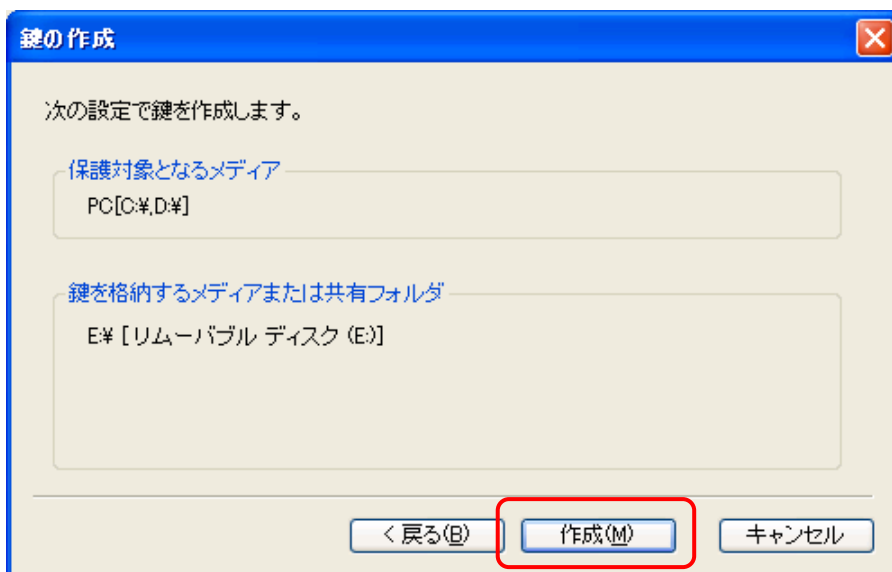 鍵の作成
次の設定で鍵を作成します。
保護対象となるメディア
PC[C:¥,D:¥]
鍵を格納するメディアまたは共有フォルダ
E:¥ [リムーバブル ディスク (E:)]
< 戻る(B) 作成(M) キャンセル